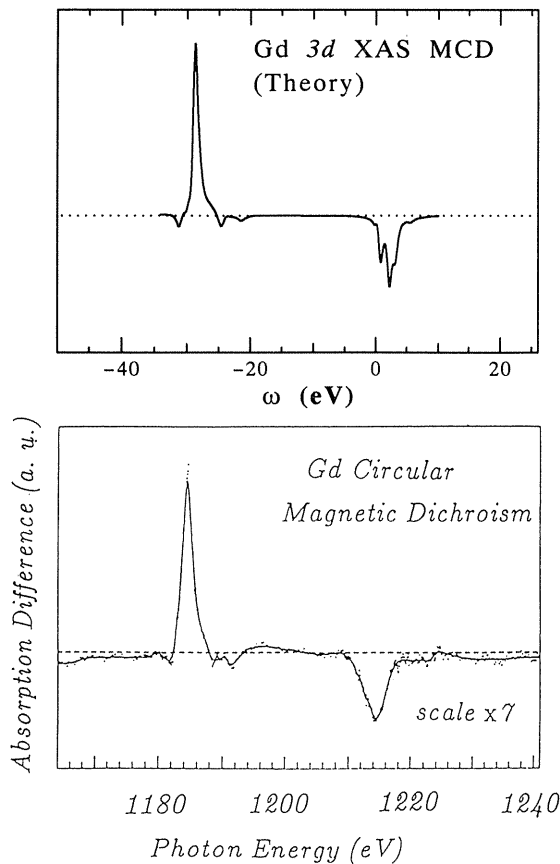 Gd 3d XAS MCD
(Theory)
−40 −20 0 20
ω (eV)
Absorption Difference (a. u.)
Gd Circular
Magnetic Dichroism
scale x7
1180 1200 1220 1240
Photon Energy (eV)